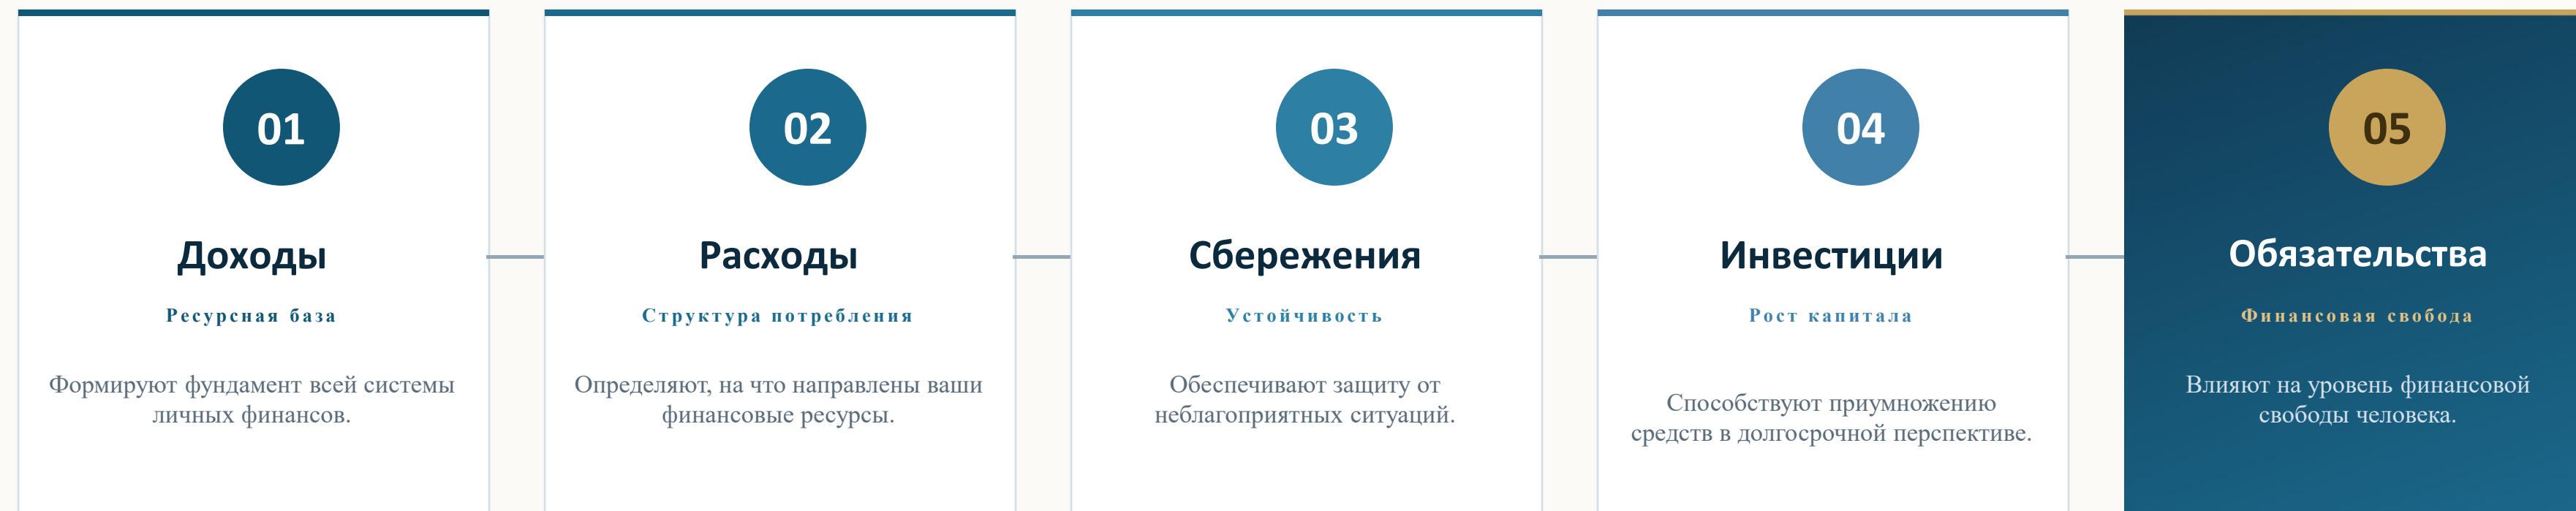 01
Доходы
Ресурсная база
Формируют фундамент всей системы
личных финансов.
02
Расходы
Структура потребления
Определяют, на что направлены ваши
финансовые ресурсы.
03
Сбережения
Устойчивость
Обеспечивают защиту от
неблагоприятных ситуаций.
04
Инвестиции
Рост капитала
Способствуют приумножению
средств в долгосрочной перспективе.
05
Обязательства
Финансовая свобода
Влияют на уровень финансовой
свободы человека.